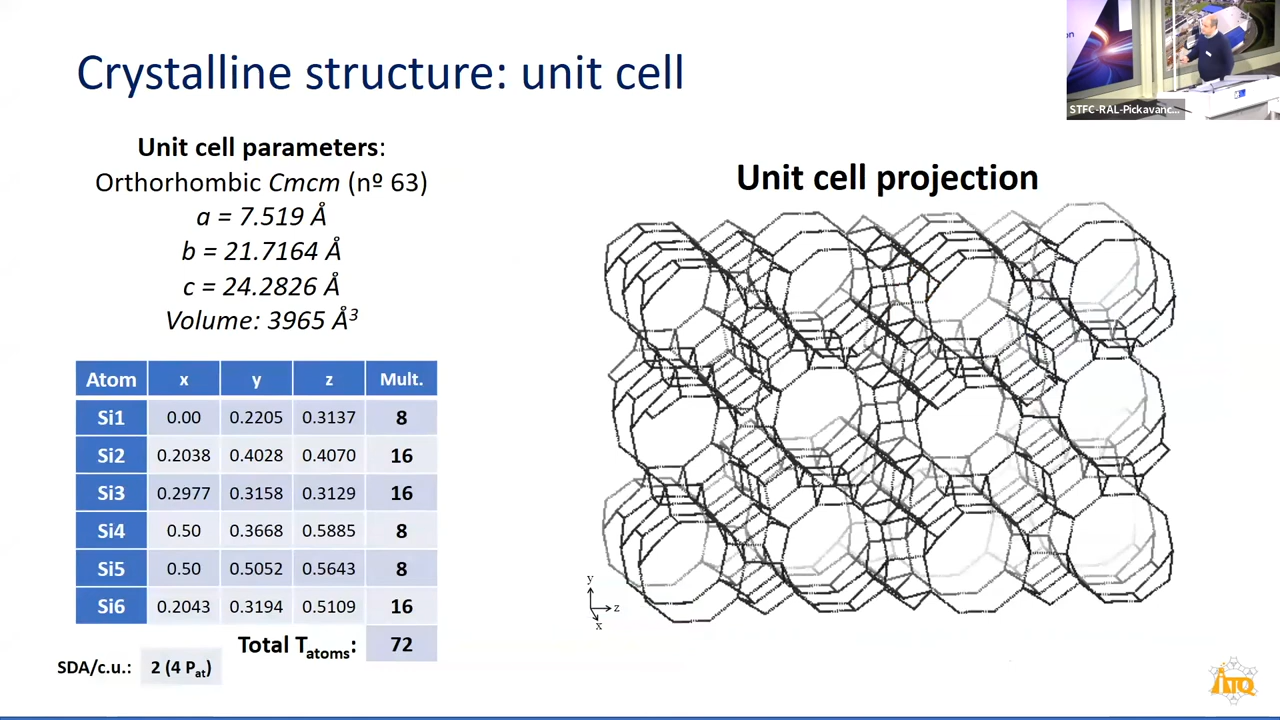 Crystalline structure: unit cell
STFC-RAL-Pickavanc...
Unit cell parameters:
Orthorhombic Cmcm (nº 63)
a = 7.519 Å
b = 21.7164 Å
c = 24.2826 Å
Volume: 3965 Å³
Unit cell projection
Atom x y z Mult.
Si1 0.00 0.2205 0.3137 8
Si2 0.2038 0.4028 0.4070 16
Si3 0.2977 0.3158 0.3129 16
Si4 0.50 0.3668 0.5885 8
Si5 0.50 0.5052 0.5643 8
Si6 0.2043 0.3194 0.5109 16
Total Tatoms: 72
SDA/c.u.: 2 (4 Pat)
y
z
x
ITQ